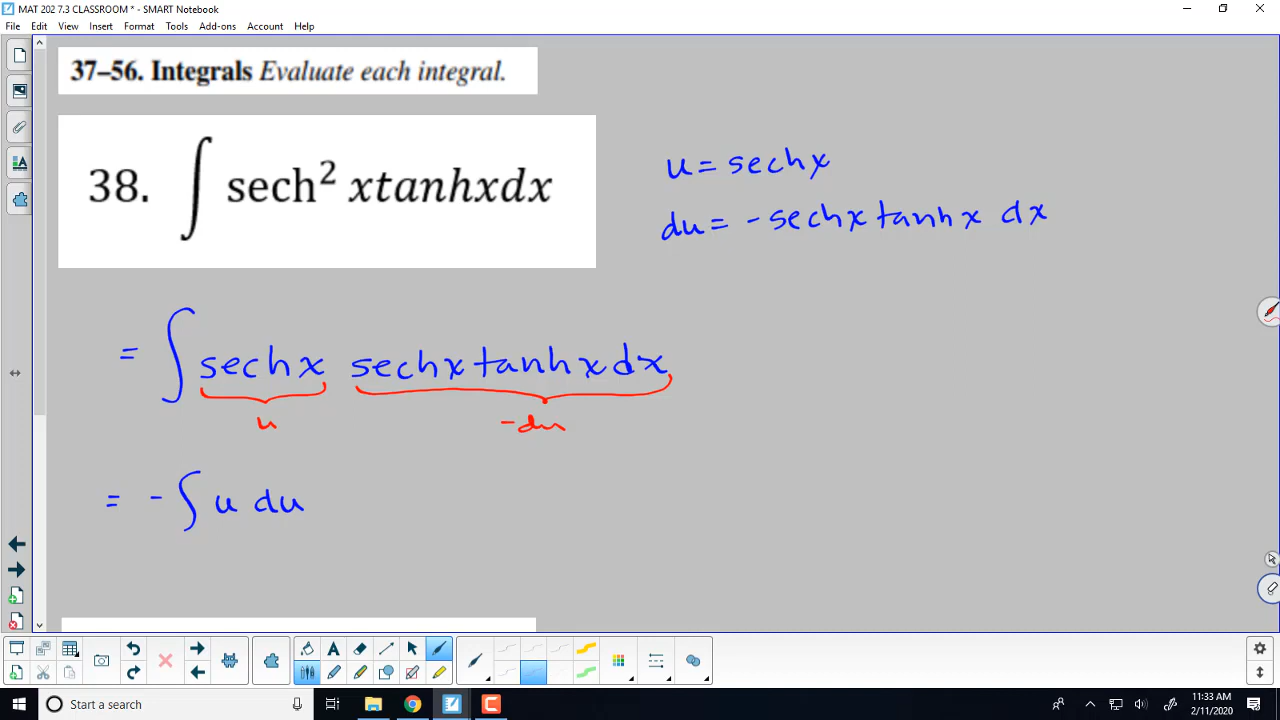 MAT 202 7.3 CLASSROOM * - SMART Notebook
File Edit View Insert Format Tools Add-ons Account Help
37–56. Integrals Evaluate each integral.
38. ∫ sech² xtanhxdx
u = sechx
du = - sechx tanhx dx
= ∫ sechx sechx tanhx dx
u -du
= - ∫ u du
Start a search
11:33 AM
2/11/2020